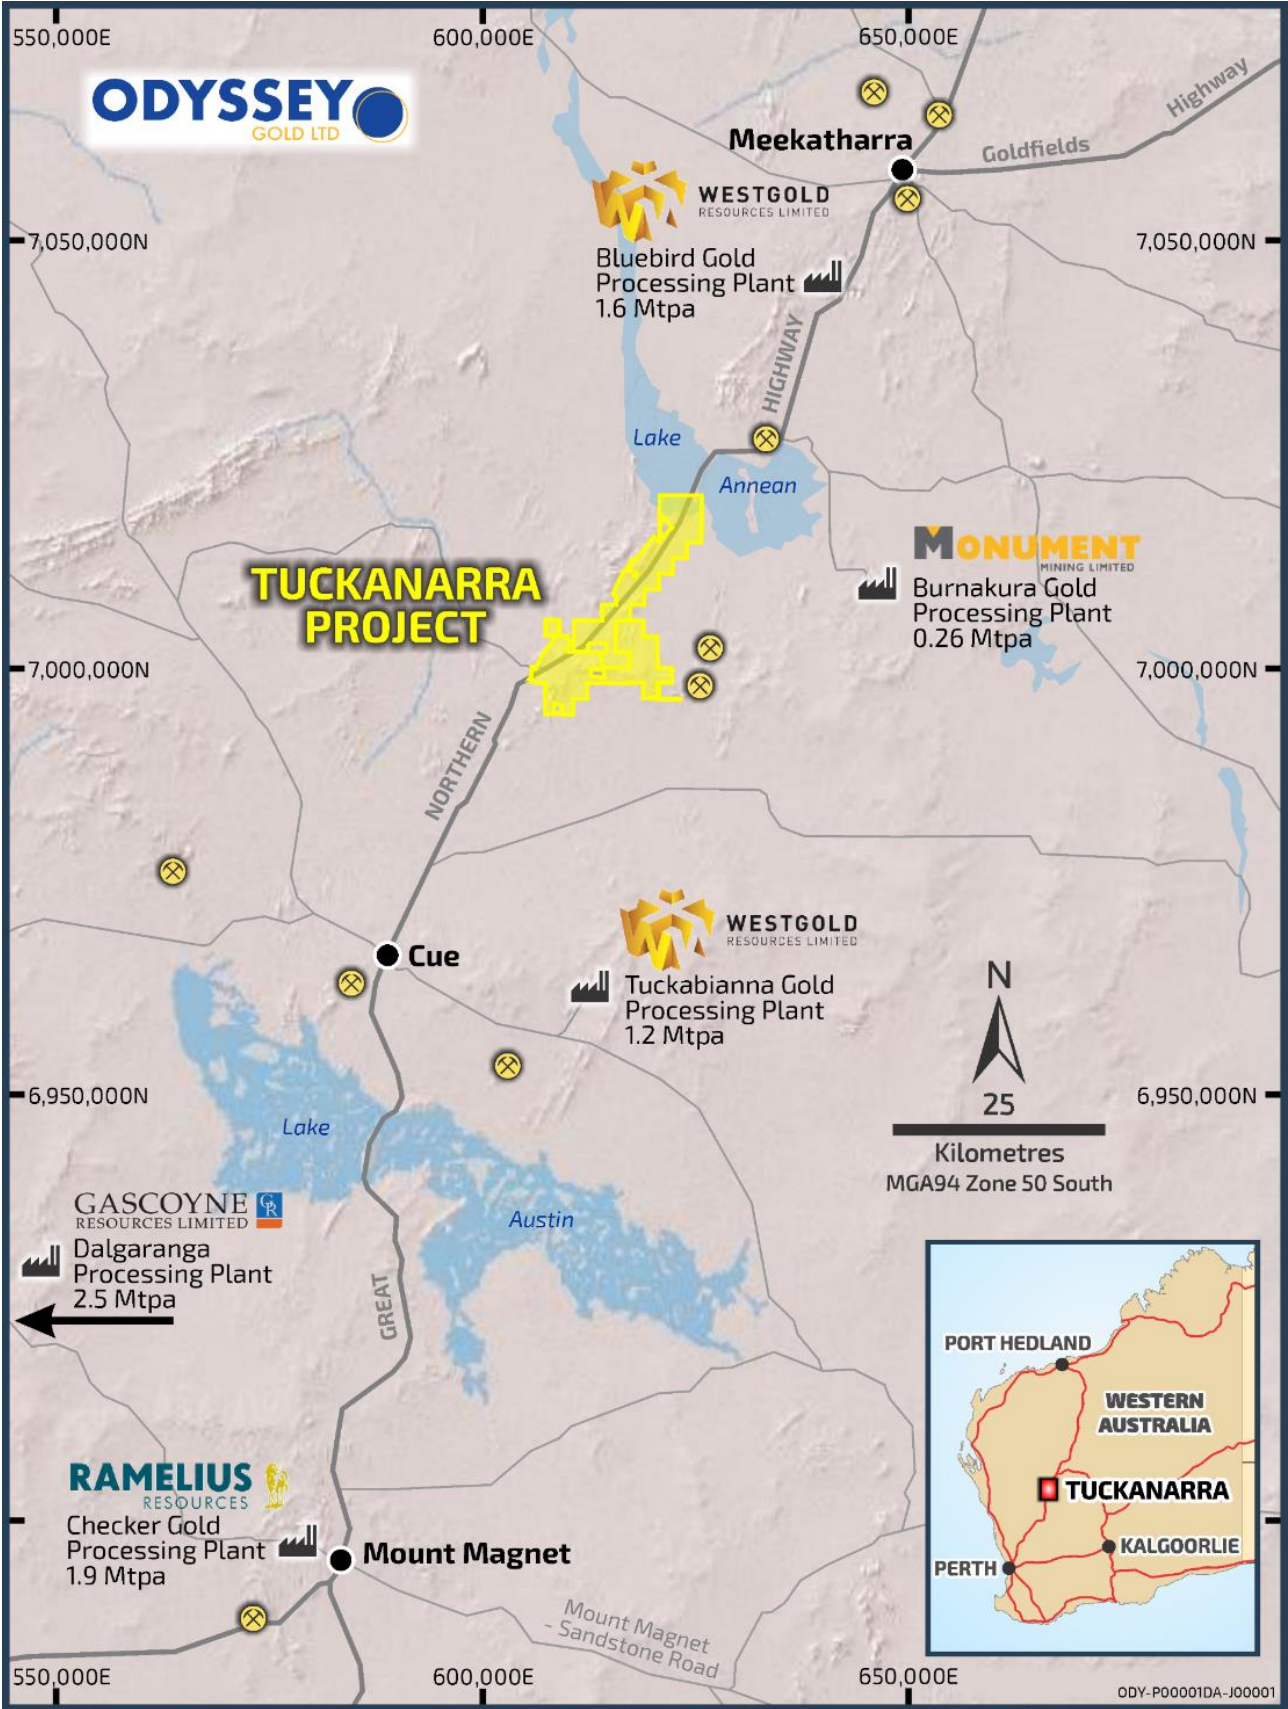 550,000E
600,000E
650,000E
ODYSSEY
GOLD LTD
Highway
Goldfields
Meekatharra
WESTGOLD
RESOURCES LIMITED
7,050,000N
7,050,000N
Bluebird Gold
Processing Plant
1.6 Mtpa
HIGHWAY
Lake
Annean
MONUMENT
MINING LIMITED
Burnakura Gold
Processing Plant
0.26 Mtpa
TUCKANARRA
PROJECT
7,000,000N
7,000,000N
NORTHERN
WESTGOLD
RESOURCES LIMITED
Cue
Tuckabianna Gold
Processing Plant
1.2 Mtpa
N
25
Kilometres
MGA94 Zone 50 South
6,950,000N
6,950,000N
Lake
Austin
GASCOYNE
RESOURCES LIMITED
GR
Dalgaranga
Processing Plant
2.5 Mtpa
GREAT
PORT HEDLAND
WESTERN
AUSTRALIA
TUCKANARRA
KALGOORLIE
PERTH
RAMELIUS
RESOURCES
Checker Gold
Processing Plant
1.9 Mtpa
Mount Magnet
Mount Magnet
- Sandstone Road
550,000E
600,000E
650,000E
ODY-P00001DA-J00001